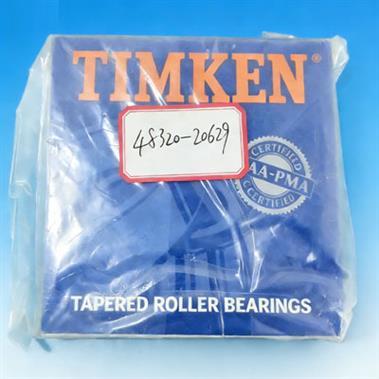 TIMKEN®
48320-20629
CERTIFIED
AA-PMA
CERTIFIED
TAPERED ROLLER BEARINGS